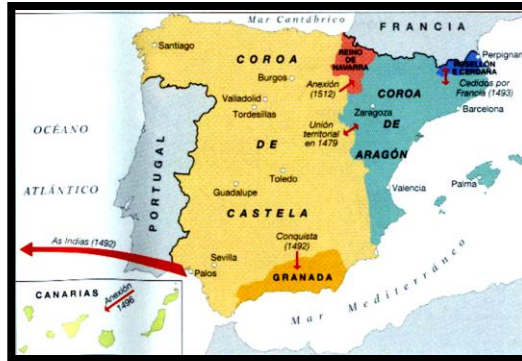 Mar Cantábrico
FRANCIA
Santiago
COROA
REINO
DE
NAVARRA
Perpignan
ROSELLÓN
E CERDAÑA
Burgos
Anexión
(1512)
COROA
Cedidos por
Francia (1493)
Valladolid
Tordesillas
Zaragoza
Barcelona
OCÉANO
Unión
territorial
en 1479
DE
DE
ARAGÓN
PORTUGAL
Toledo
ATLÁNTICO
Guadalupe
Valencia
Palma
CASTELA
As Indias (1492)
Conquista
(1492)
Sevilla
Palos
GRANADA
CANARIAS
Anexión
1496
Mar Mediterráneo